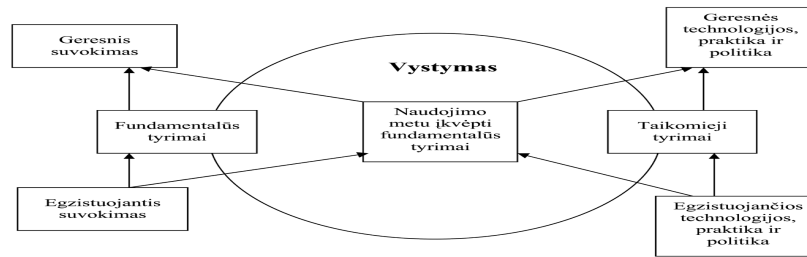 Geresnis
suvokimas
Geresnės
technologijos,
praktika ir
politika
Vystymas
Fundamentalūs
tyrimai
Naudojimo
metu įkvėpti
fundamentalūs
tyrimai
Taikomieji
tyrimai
Egzistuojantis
suvokimas
Egzistuojančios
technologijos,
praktika ir
politika